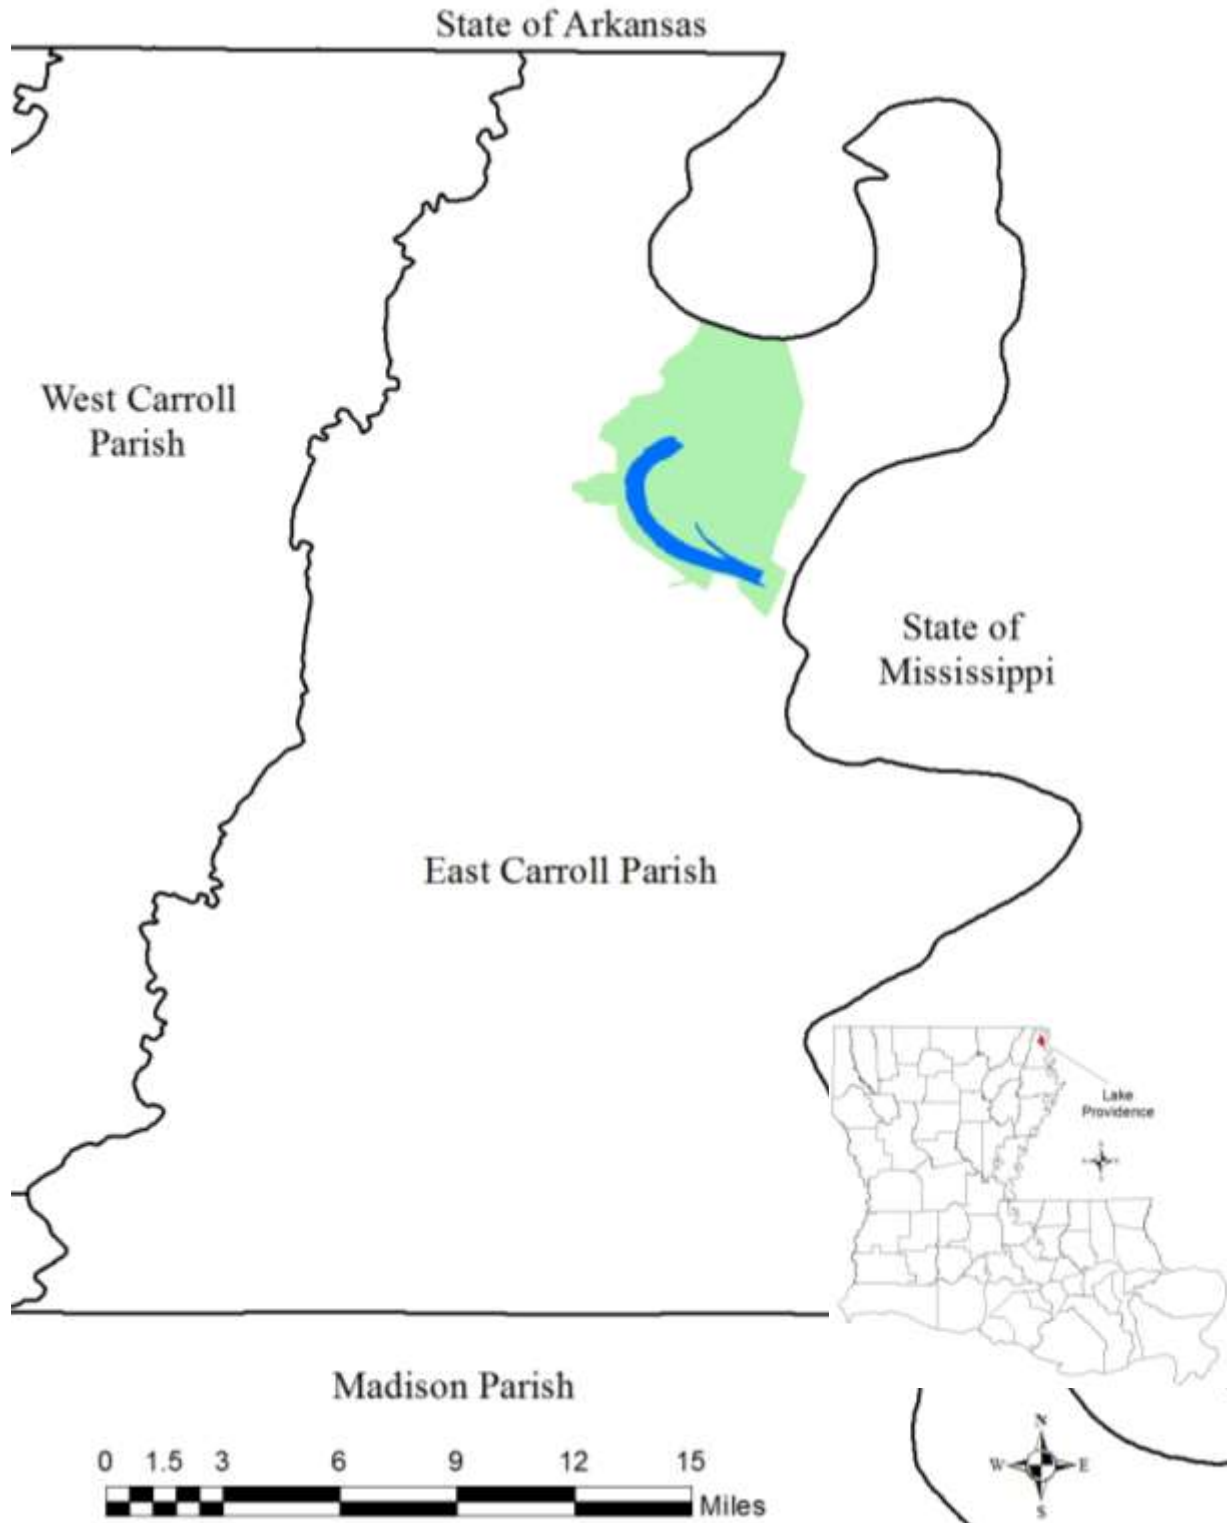 State of Arkansas
West Carroll
Parish
State of
Mississippi
East Carroll Parish
Lake
Providence
Madison Parish
0 1.5 3 6 9 12 15
Miles
N
W E
S